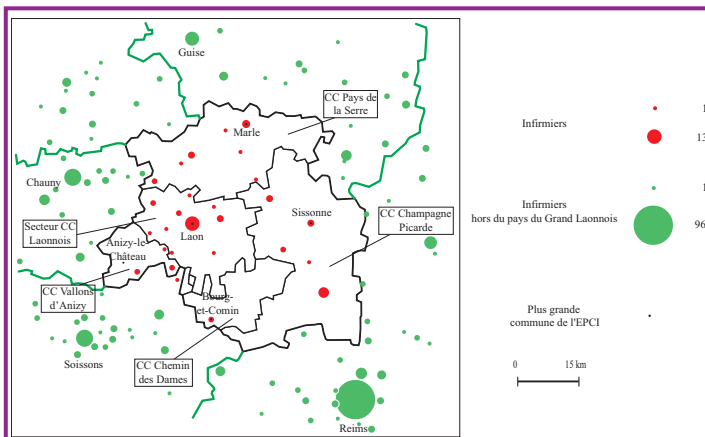 Guise
CC Pays de
la Serre
Marle
Chauny
Sissonne
Secteur CC
Laonnois
Laon
CC Champagne
Picarde
Anizy-le-
Château
CC Vallons
d'Anizy
Bourg-
et-Comin
Soissons
CC Chemin
des Dames
Reims
Infirmiers
1
13
Infirmiers
hors du pays du Grand Laonnois
1
96
Plus grande
commune de l'EPCI
0
15 km